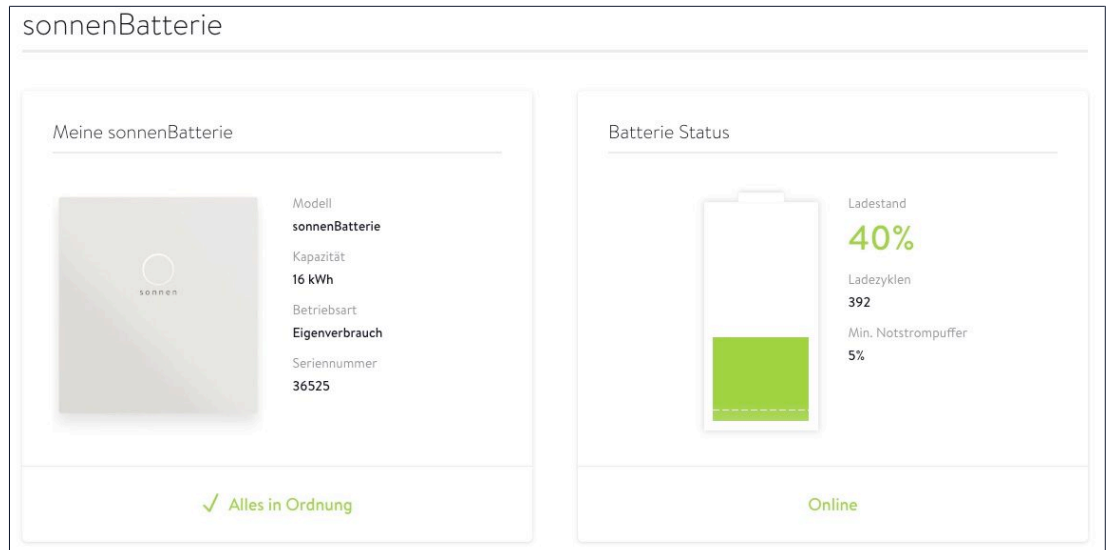 sonnenBatterie
Meine sonnenBatterie
sonnen
Modell
sonnenBatterie
Kapazität
16 kWh
Betriebsart
Eigenverbrauch
Seriennummer
36525
✓ Alles in Ordnung
Batterie Status
Ladestand
40%
Ladezyklen
392
Min. Notstrompuffer
5%
Online